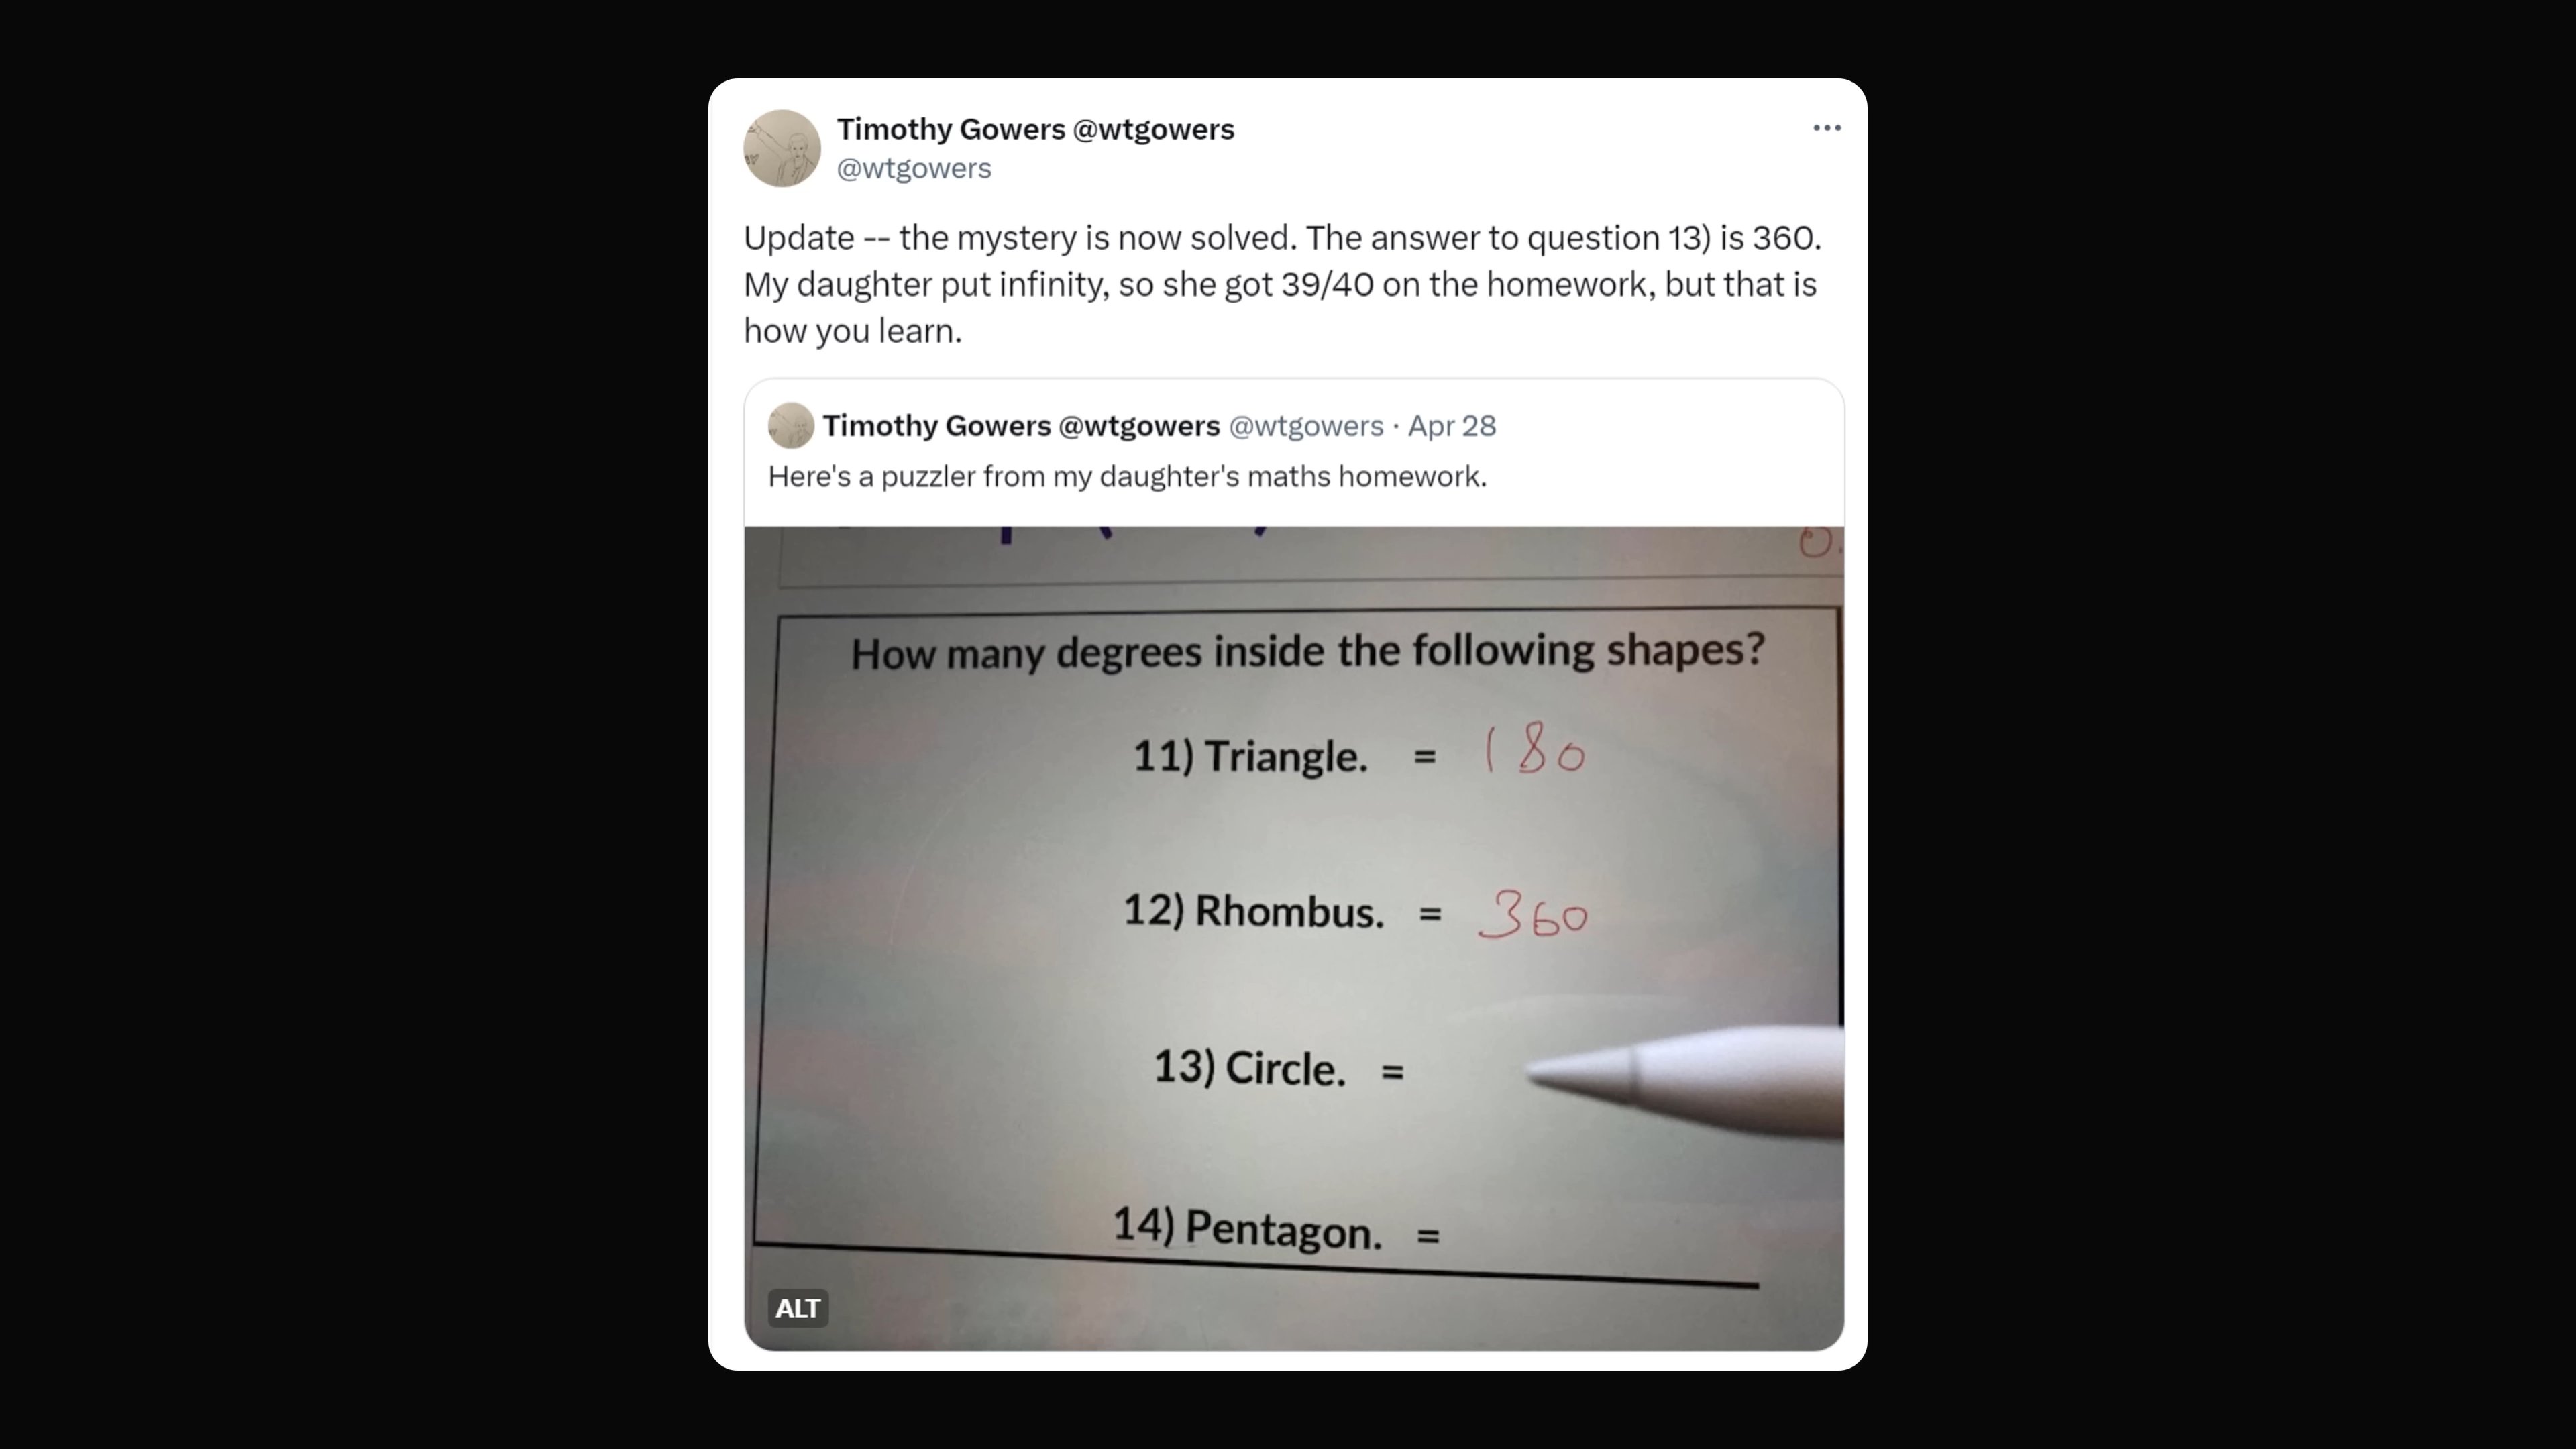 Timothy Gowers @wtgowers
@wtgowers
Update -- the mystery is now solved. The answer to question 13) is 360.
My daughter put infinity, so she got 39/40 on the homework, but that is
how you learn.
Timothy Gowers @wtgowers @wtgowers · Apr 28
Here's a puzzler from my daughter's maths homework.
How many degrees inside the following shapes?
11) Triangle. = 180
12) Rhombus. = 360
13) Circle. =
14) Pentagon. =
ALT